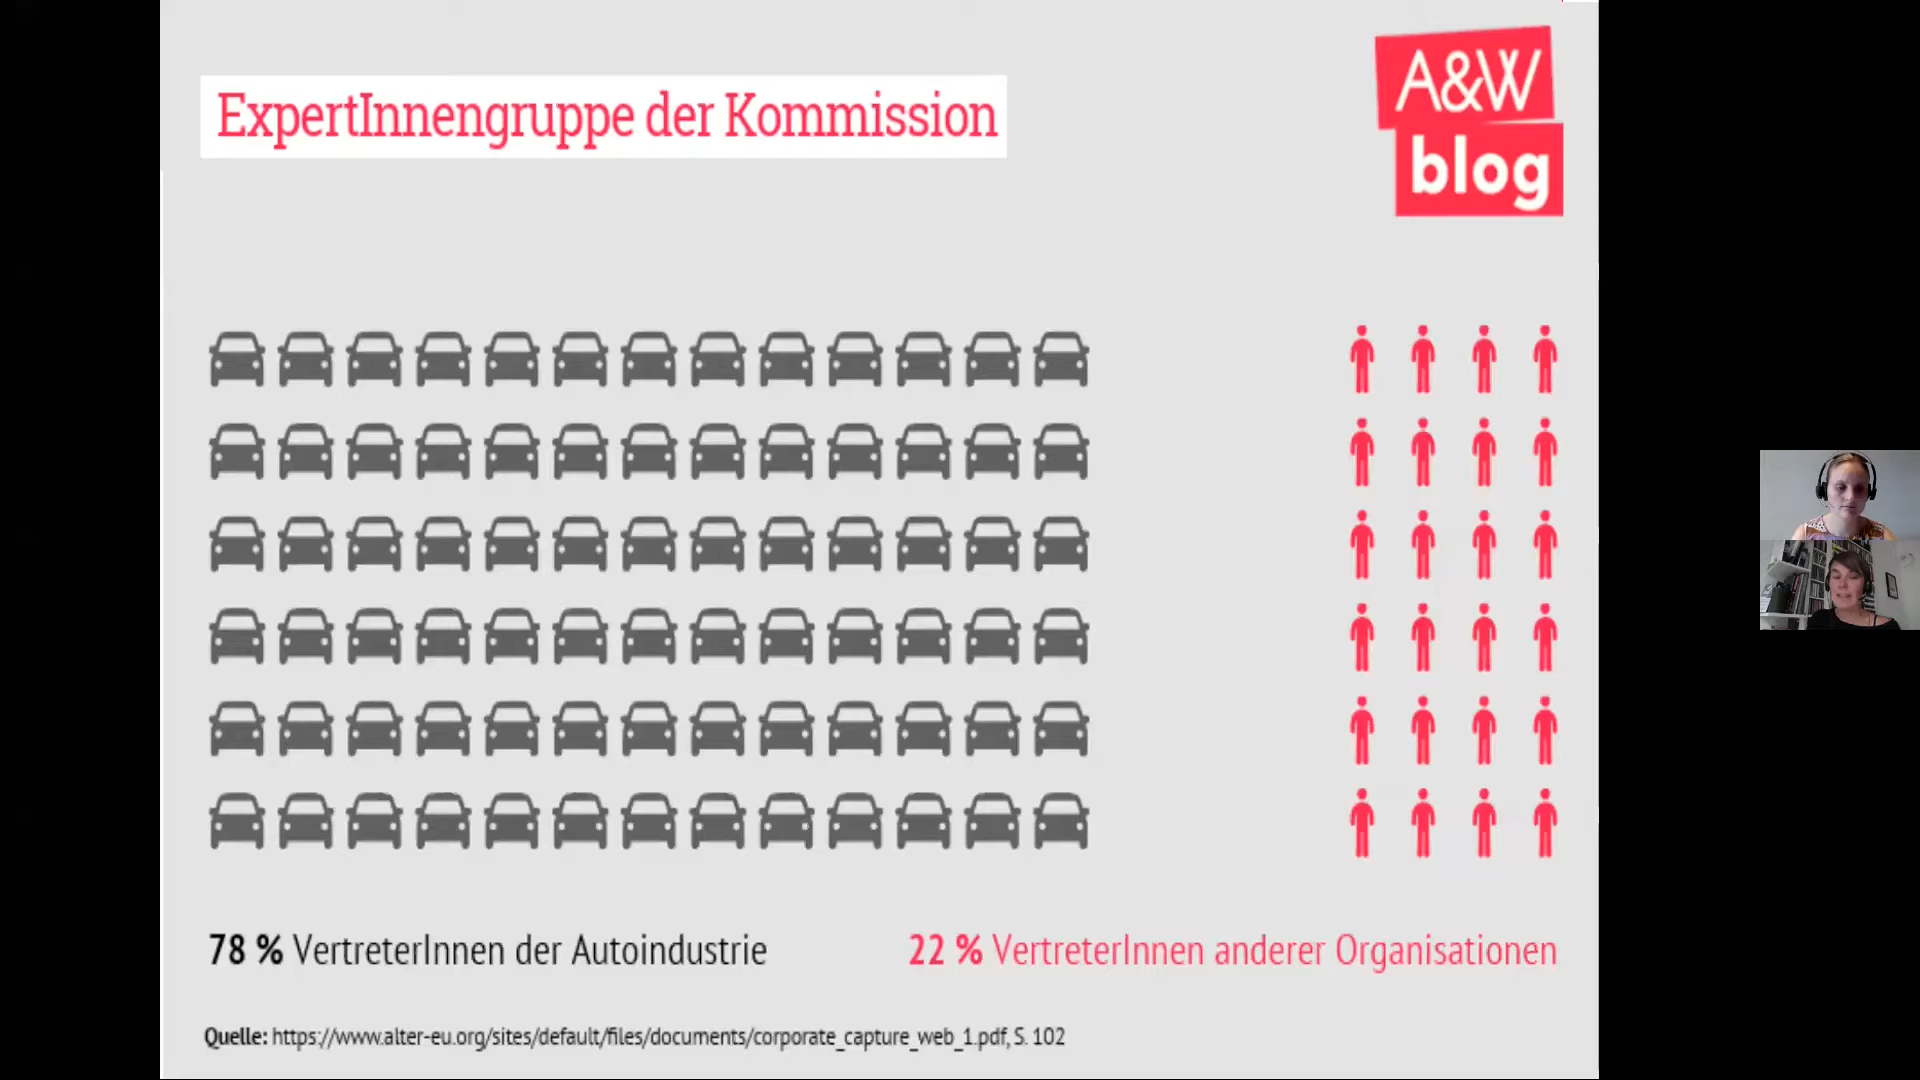 ExpertInnengruppe der Kommission
A&W
blog
78 % VertreterInnen der Autoindustrie
22 % VertreterInnen anderer Organisationen
Quelle: https://www.alter-eu.org/sites/default/files/documents/corporate_capture_web_1.pdf, S. 102